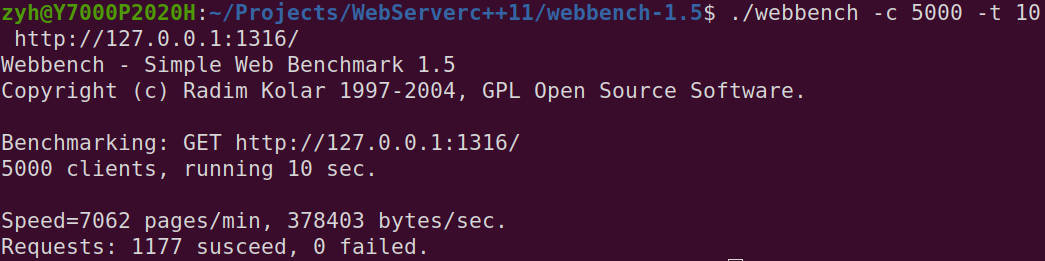 zyh@Y7000P2020H:~/Projects/WebServerc++11/webbench-1.5$ ./webbench -c 5000 -t 10
http://127.0.0.1:1316/
Webbench - Simple Web Benchmark 1.5
Copyright (c) Radim Kolar 1997-2004, GPL Open Source Software.
Benchmarking: GET http://127.0.0.1:1316/
5000 clients, running 10 sec.
Speed=7062 pages/min, 378403 bytes/sec.
Requests: 1177 susceed, 0 failed.